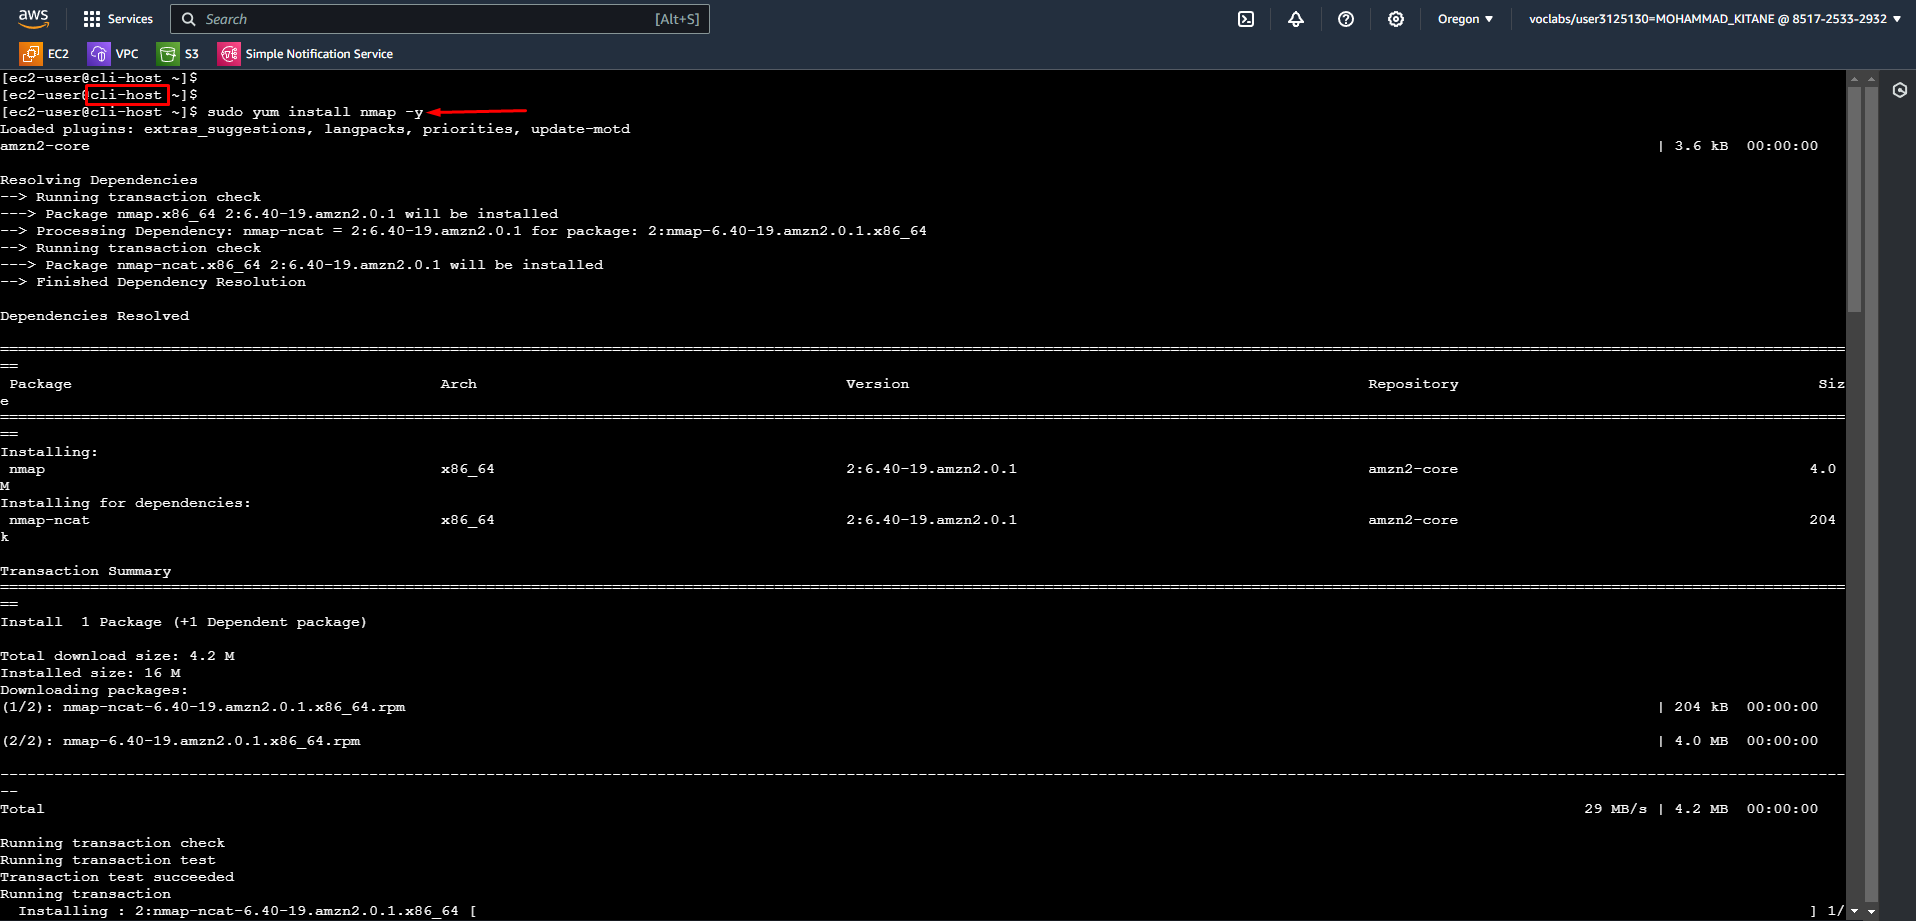 aws Services Search [Alt+S] Oregon ▼ voclabs/user3125130=MOHAMMAD_KITANE @ 8517-2533-2932 ▼
EC2 VPC S3 Simple Notification Service
[ec2-user@cli-host ~]$
[ec2-user@cli-host ~]$
[ec2-user@cli-host ~]$ sudo yum install nmap -y
Loaded plugins: extras_suggestions, langpacks, priorities, update-motd
amzn2-core | 3.6 kB 00:00:00
Resolving Dependencies
--> Running transaction check
---> Package nmap.x86_64 2:6.40-19.amzn2.0.1 will be installed
--> Processing Dependency: nmap-ncat = 2:6.40-19.amzn2.0.1 for package: 2:nmap-6.40-19.amzn2.0.1.x86_64
--> Running transaction check
---> Package nmap-ncat.x86_64 2:6.40-19.amzn2.0.1 will be installed
--> Finished Dependency Resolution
Dependencies Resolved
==
Package Arch Version Repository Siz
e
==
Installing:
nmap x86_64 2:6.40-19.amzn2.0.1 amzn2-core 4.0
M
Installing for dependencies:
nmap-ncat x86_64 2:6.40-19.amzn2.0.1 amzn2-core 204
k
Transaction Summary
==
Install 1 Package (+1 Dependent package)
Total download size: 4.2 M
Installed size: 16 M
Downloading packages:
(1/2): nmap-ncat-6.40-19.amzn2.0.1.x86_64.rpm | 204 kB 00:00:00
(2/2): nmap-6.40-19.amzn2.0.1.x86_64.rpm | 4.0 MB 00:00:00
--
Total 29 MB/s | 4.2 MB 00:00:00
Running transaction check
Running transaction test
Transaction test succeeded
Running transaction
Installing : 2:nmap-ncat-6.40-19.amzn2.0.1.x86_64 [ ] 1/